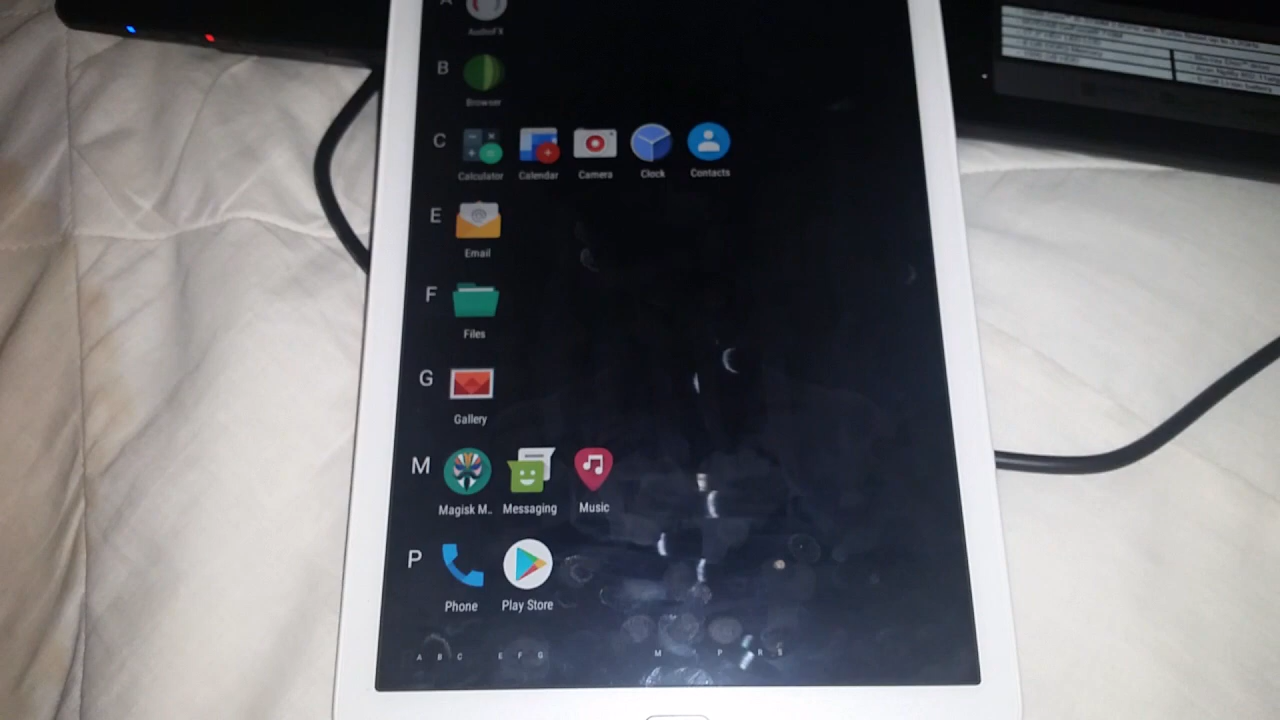 A
AudioFX
B
Browser
C
Calculator Calendar Camera Clock Contacts
E
Email
F
Files
G
Gallery
M
Magisk M.. Messaging Music
P
Phone Play Store
A B C E F G M P R S